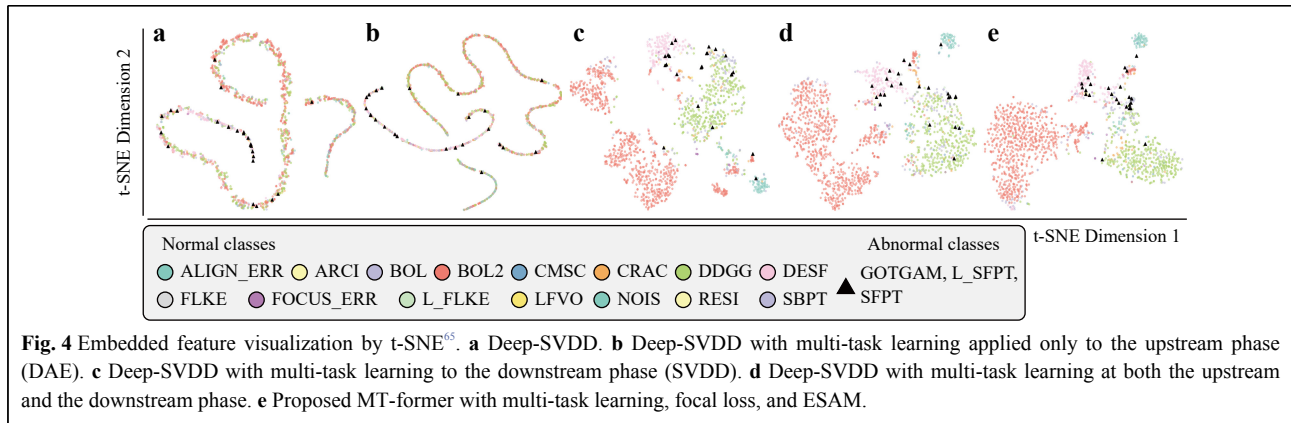 a b c d e
t-SNE Dimension 2
t-SNE Dimension 1
Normal classes
Abnormal classes
ALIGN_ERR ARCI BOL BOL2 CMSC CRAC DDGG DESF
GOTGAM, L_SFPT,
SFPT
FLKE FOCUS_ERR L_FLKE LFVO NOIS RESI SBPT
Fig. 4 Embedded feature visualization by t-SNE65. a Deep-SVDD. b Deep-SVDD with multi-task learning applied only to the upstream phase
(DAE). c Deep-SVDD with multi-task learning to the downstream phase (SVDD). d Deep-SVDD with multi-task learning at both the upstream
and the downstream phase. e Proposed MT-former with multi-task learning, focal loss, and ESAM.